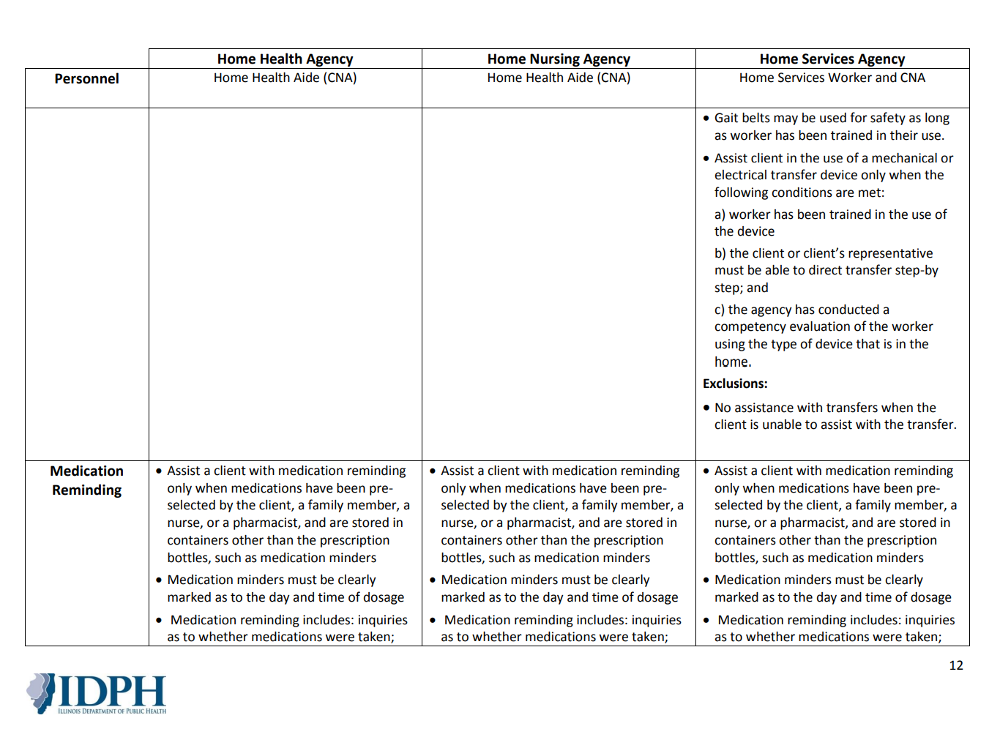 Home Health Agency
Home Nursing Agency
Home Services Agency
Personnel
Home Health Aide (CNA)
Home Health Aide (CNA)
Home Services Worker and CNA
• Gait belts may be used for safety as long
as worker has been trained in their use.
• Assist client in the use of a mechanical or
electrical transfer device only when the
following conditions are met:
a) worker has been trained in the use of
the device
b) the client or client’s representative
must be able to direct transfer step-by
step; and
c) the agency has conducted a
competency evaluation of the worker
using the type of device that is in the
home.
Exclusions:
• No assistance with transfers when the
client is unable to assist with the transfer.
Medication
Reminding
• Assist a client with medication reminding
only when medications have been pre-
selected by the client, a family member, a
nurse, or a pharmacist, and are stored in
containers other than the prescription
bottles, such as medication minders
• Medication minders must be clearly
marked as to the day and time of dosage
• Medication reminding includes: inquiries
as to whether medications were taken;
• Assist a client with medication reminding
only when medications have been pre-
selected by the client, a family member, a
nurse, or a pharmacist, and are stored in
containers other than the prescription
bottles, such as medication minders
• Medication minders must be clearly
marked as to the day and time of dosage
• Medication reminding includes: inquiries
as to whether medications were taken;
• Assist a client with medication reminding
only when medications have been pre-
selected by the client, a family member, a
nurse, or a pharmacist, and are stored in
containers other than the prescription
bottles, such as medication minders
• Medication minders must be clearly
marked as to the day and time of dosage
• Medication reminding includes: inquiries
as to whether medications were taken;
12
IDPH
ILLINOIS DEPARTMENT OF PUBLIC HEALTH